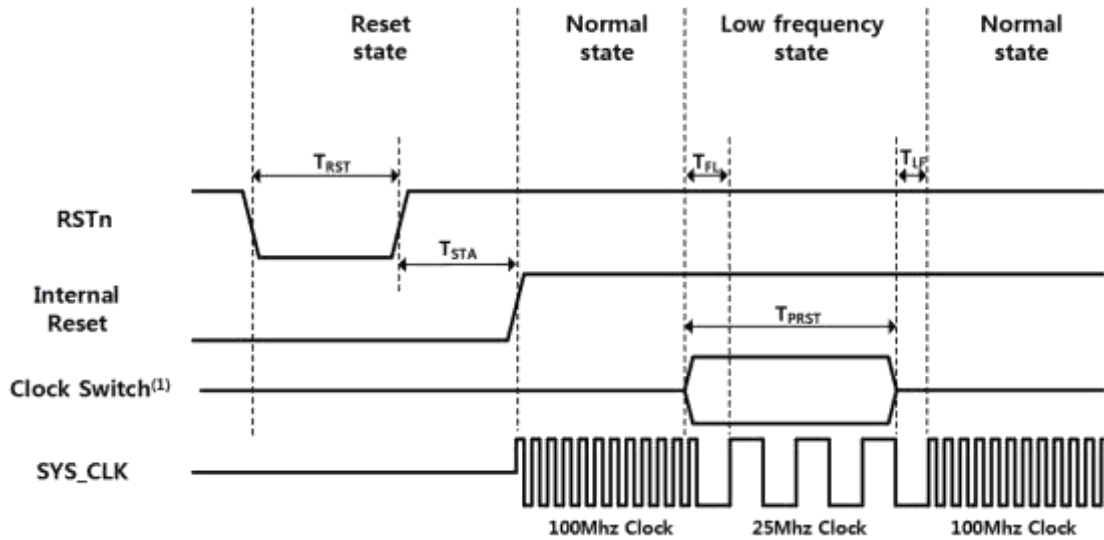 Reset
state
Normal
state
Low frequency
state
Normal
state
TRST
TFL
TLF
RSTn
TSTA
Internal
Reset
TPRST
Clock Switch(1)
SYS_CLK
100Mhz Clock
25Mhz Clock
100Mhz Clock